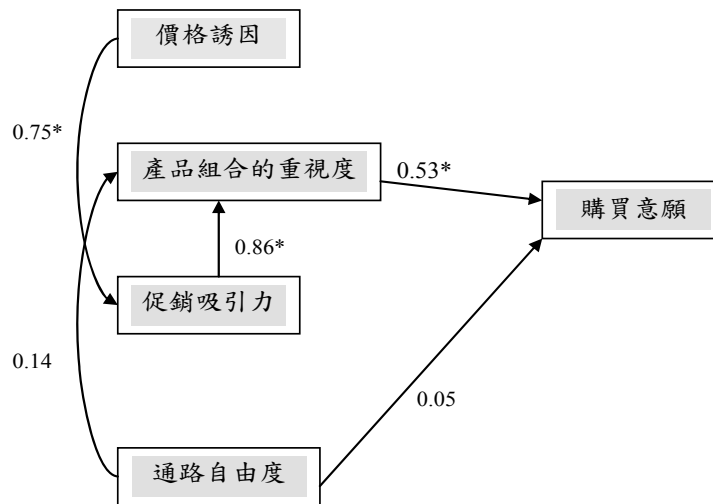 價格誘因
0.75*
產品組合的重視度
0.53*
購買意願
0.86*
促銷吸引力
0.14
0.05
通路自由度